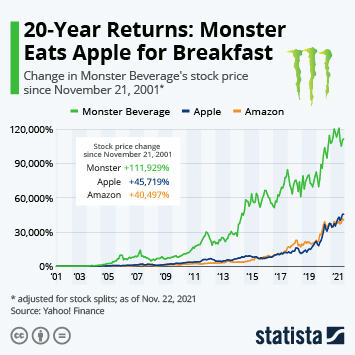 20-Year Returns: Monster
Eats Apple for Breakfast
Change in Monster Beverage's stock price
since November 21, 2001*
Monster Beverage Apple Amazon
120,000%
90,000%
60,000%
30,000%
0%
Stock price change
since November 21, 2001
Monster +111,929%
Apple +45,719%
Amazon +40,497%
'01 '03 '05 '07 '09 '11 '13 '15 '17 '19 '21
* adjusted for stock splits; as of Nov. 22, 2021
Source: Yahoo! Finance
cc
statista